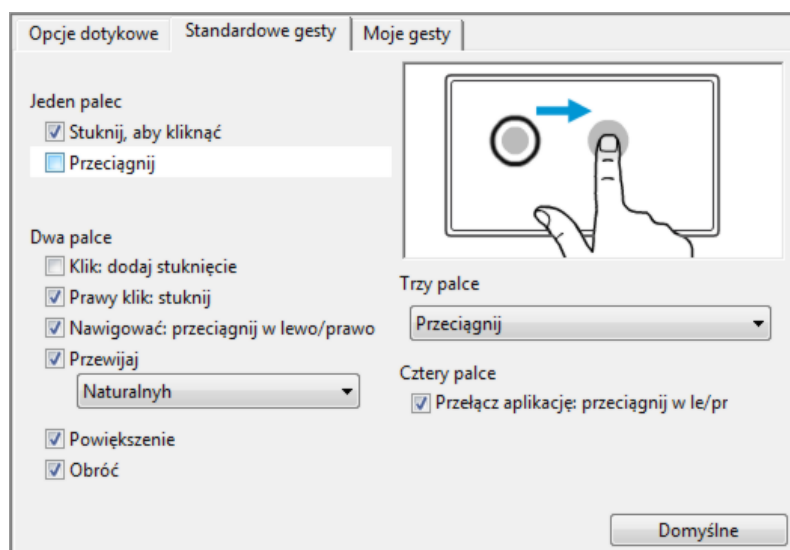 Opcje dotykowe
Standardowe gesty
Moje gesty
Jeden palec
Stuknij, aby kliknąć
Przeciągnij
Dwa palce
Klik: dodaj stuknięcie
Prawy klik: stuknij
Nawigować: przeciągnij w lewo/prawo
Przewijaj
Naturalnyh
Powiększenie
Obróć
Trzy palce
Przeciągnij
Cztery palce
Przełącz aplikację: przeciągnij w le/pr
Domyślne